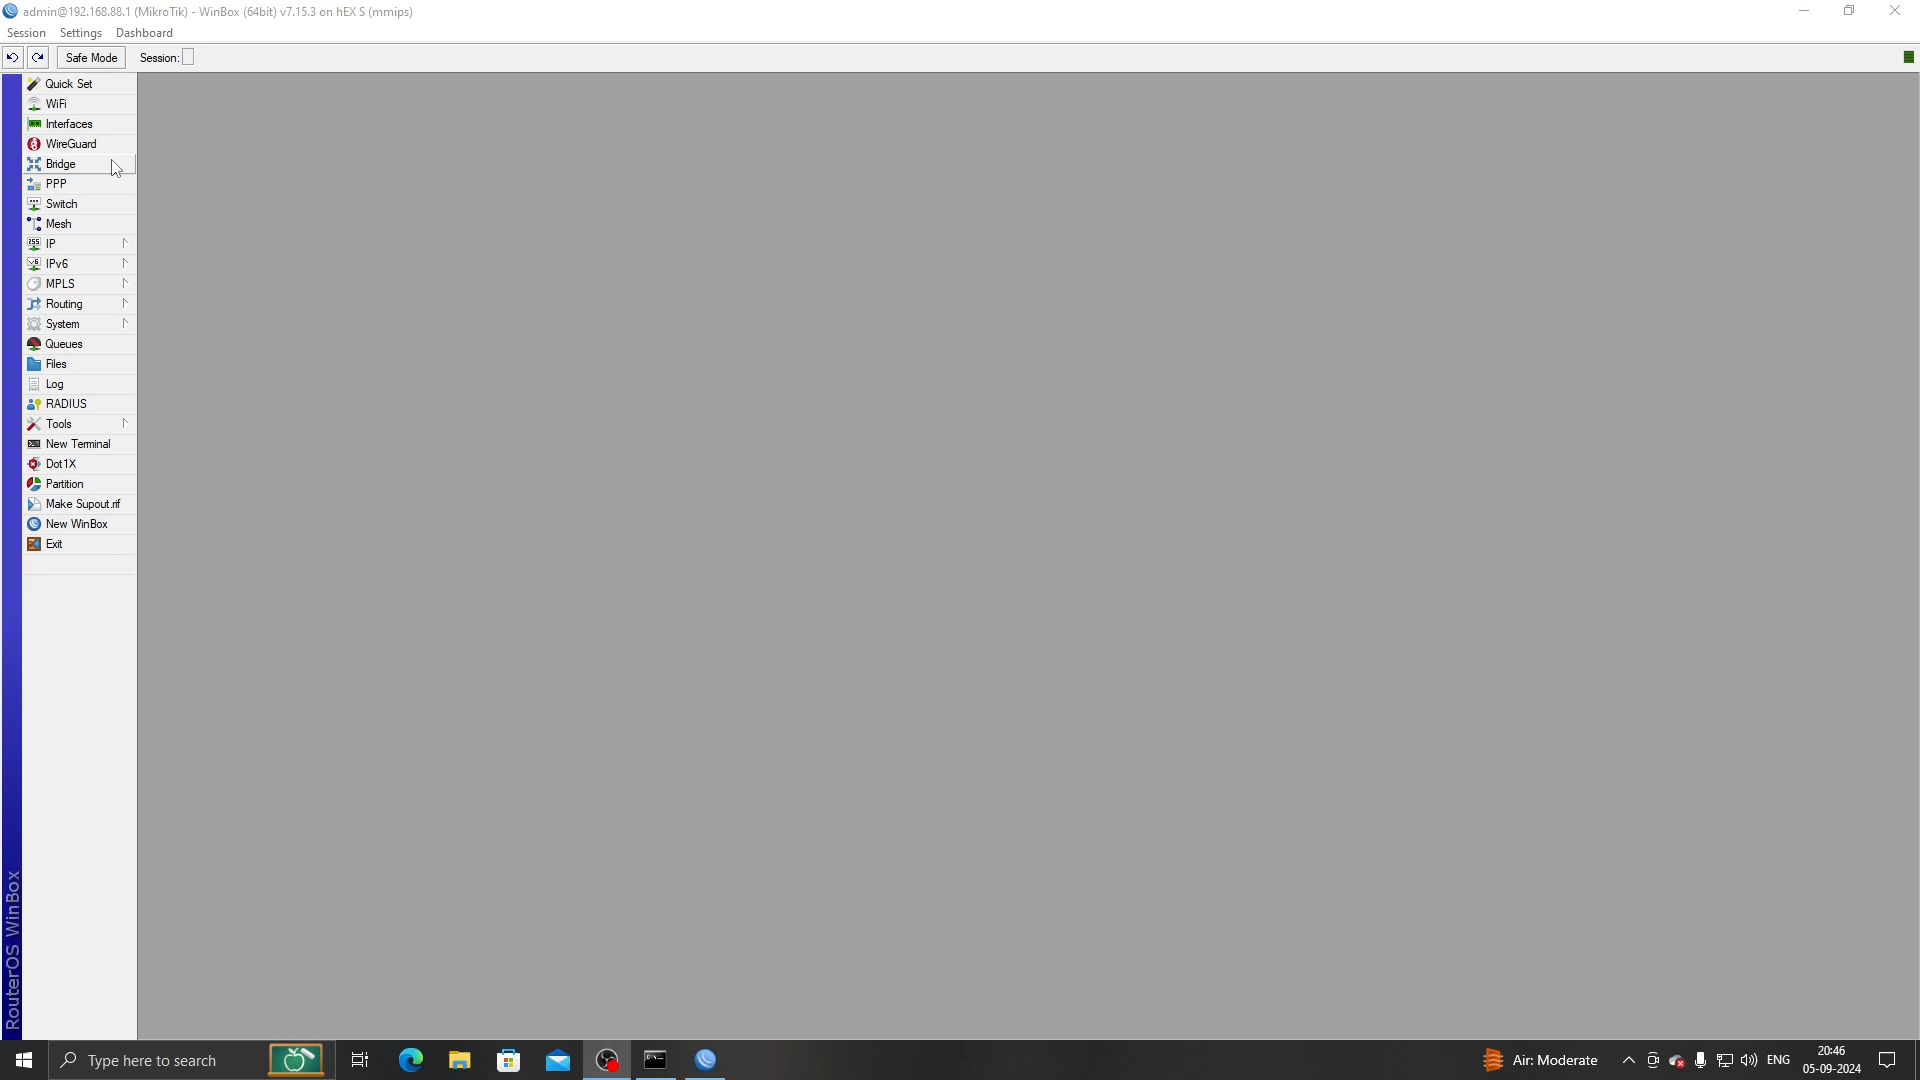 admin@192.168.88.1 (MikroTik) - WinBox (64bit) v7.15.3 on hEX S (mmips)
Session Settings Dashboard
Safe Mode Session:
Quick Set
WiFi
Interfaces
WireGuard
Bridge
PPP
Switch
Mesh
IP
IPv6
MPLS
Routing
System
Queues
Files
Log
RADIUS
Tools
New Terminal
Dot1X
Partition
Make Supout.rif
New WinBox
Exit
RouterOS WinBox
Type here to search
Air: Moderate
ENG
20:46
05-09-2024